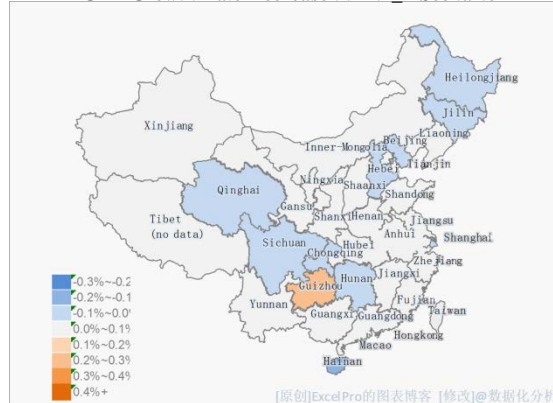 Heilongjiang
Jilin
Liaoning
Xinjiang
Inner-Mongolia
Beijing
Tianjin
Hebei
Qinghai
Ningxia
Shaanxi
Shandong
Gansu
Shanxi
Henan
Tibet
(no data)
Jiangsu
Anhui
Shanghai
Sichuan
Hubei
Chongqing
Zhejiang
Hunan
Jiangxi
Guizhou
Yunnan
Fujian
Guangxi
Guangdong
Taiwan
Hongkong
Macao
Hainan
-0.3%~-0.2
-0.2%~-0.1
-0.1%~0.0%
0.0%~0.1%
0.1%~0.2%
0.2%~0.3%
0.3%~0.4%
0.4%+
[原创]ExcelPro的图表博客 [修改]@数据化分析